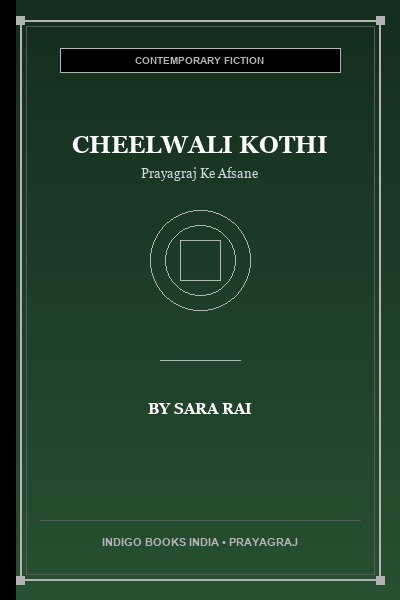 CONTEMPORARY FICTION
CHEELWALI KOTHI
Prayagraj Ke Afsane
BY SARA RAI
INDIGO BOOKS INDIA • PRAYAGRAJ